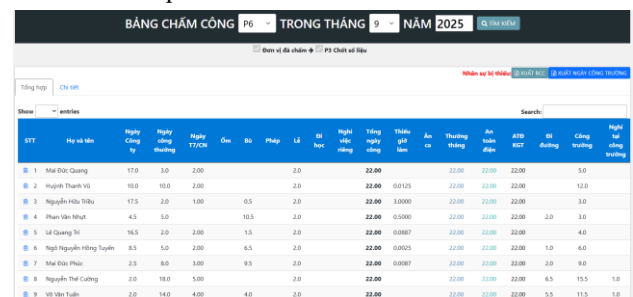 BẢNG CHẤM CÔNG P6 TRONG THÁNG 9 NĂM 2025 TÌM KIẾM
Đơn vị đã chấm → P3 Chốt số liệu
Nhân sự bị thiếu XUẤT BCC XUẤT NGÀY CÔNG TRƯỜNG
Tổng hợp Chi tiết
Show entries Search:
STT Họ và tên Ngày Công ty Ngày công thường Ngày T7/CN Ốm Bù Phép Lễ Đi học Nghỉ việc riêng Tổng ngày công Thiếu giờ làm Ăn ca Thưởng tháng An toàn điện ATĐ KGT Đi đường Công trường Nghỉ tại công trường
1 Mai Đức Quang 17.0 3.0 2.00 2.0 22.00 22.00 22.00 22.00 5.0
2 Huỳnh Thanh Vũ 10.0 10.0 2.00 2.0 22.00 0.0125 22.00 22.00 22.00 12.0
3 Nguyễn Hữu Triều 17.5 2.0 1.00 0.5 2.0 22.00 3.0000 22.00 22.00 22.00 3.0
4 Phan Văn Nhựt 4.5 5.0 10.5 2.0 22.00 0.5000 22.00 22.00 22.00 2.0 3.0
5 Lê Quang Trí 16.5 2.0 2.00 1.5 2.0 22.00 0.0887 22.00 22.00 22.00 4.0
6 Ngô Nguyễn Hồng Tuyến 8.5 5.0 2.00 6.5 2.0 22.00 0.0025 22.00 22.00 22.00 1.0 6.0
7 Mai Đức Phúc 2.5 8.0 3.00 9.5 2.0 22.00 0.0087 22.00 22.00 22.00 2.0 9.0
8 Nguyễn Thế Cường 2.0 18.0 5.00 2.0 22.00 22.00 22.00 22.00 6.5 15.5 1.0
9 Võ Văn Tuấn 2.0 14.0 4.00 4.0 2.0 22.00 22.00 22.00 22.00 5.5 11.5 1.0